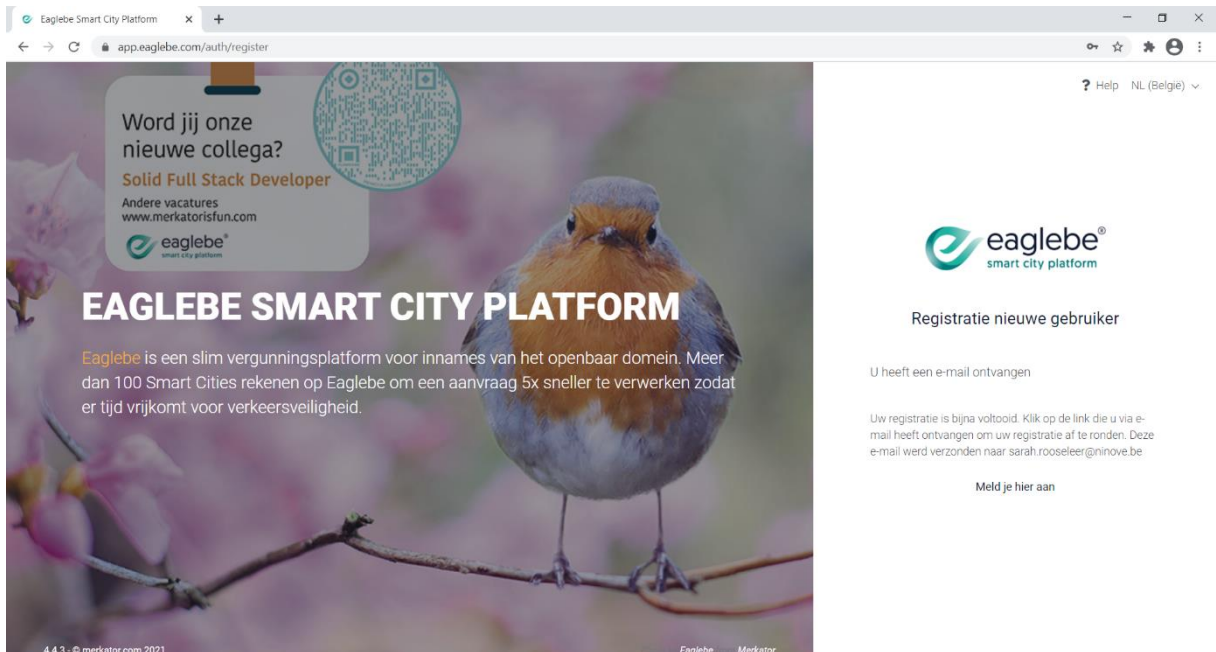 Eaglebe Smart City Platform
app.eaglebe.com/auth/register
? Help NL (België)
Word jij onze
nieuwe collega?
Solid Full Stack Developer
Andere vacatures
www.merkatorisfun.com
eaglebe®
smart city platform
EAGLEBE SMART CITY PLATFORM
Eaglebe is een slim vergunningsplatform voor innames van het openbaar domein. Meer
dan 100 Smart Cities rekenen op Eaglebe om een aanvraag 5x sneller te verwerken zodat
er tijd vrijkomt voor verkeersveiligheid.
4.4.3 - © merkator.com 2021
Eaglebe Merkator
eaglebe®
smart city platform
Registratie nieuwe gebruiker
U heeft een e-mail ontvangen
Uw registratie is bijna voltooid. Klik op de link die u via e-
mail heeft ontvangen om uw registratie af te ronden. Deze
e-mail werd verzonden naar sarah.rooseleer@ninove.be
Meld je hier aan